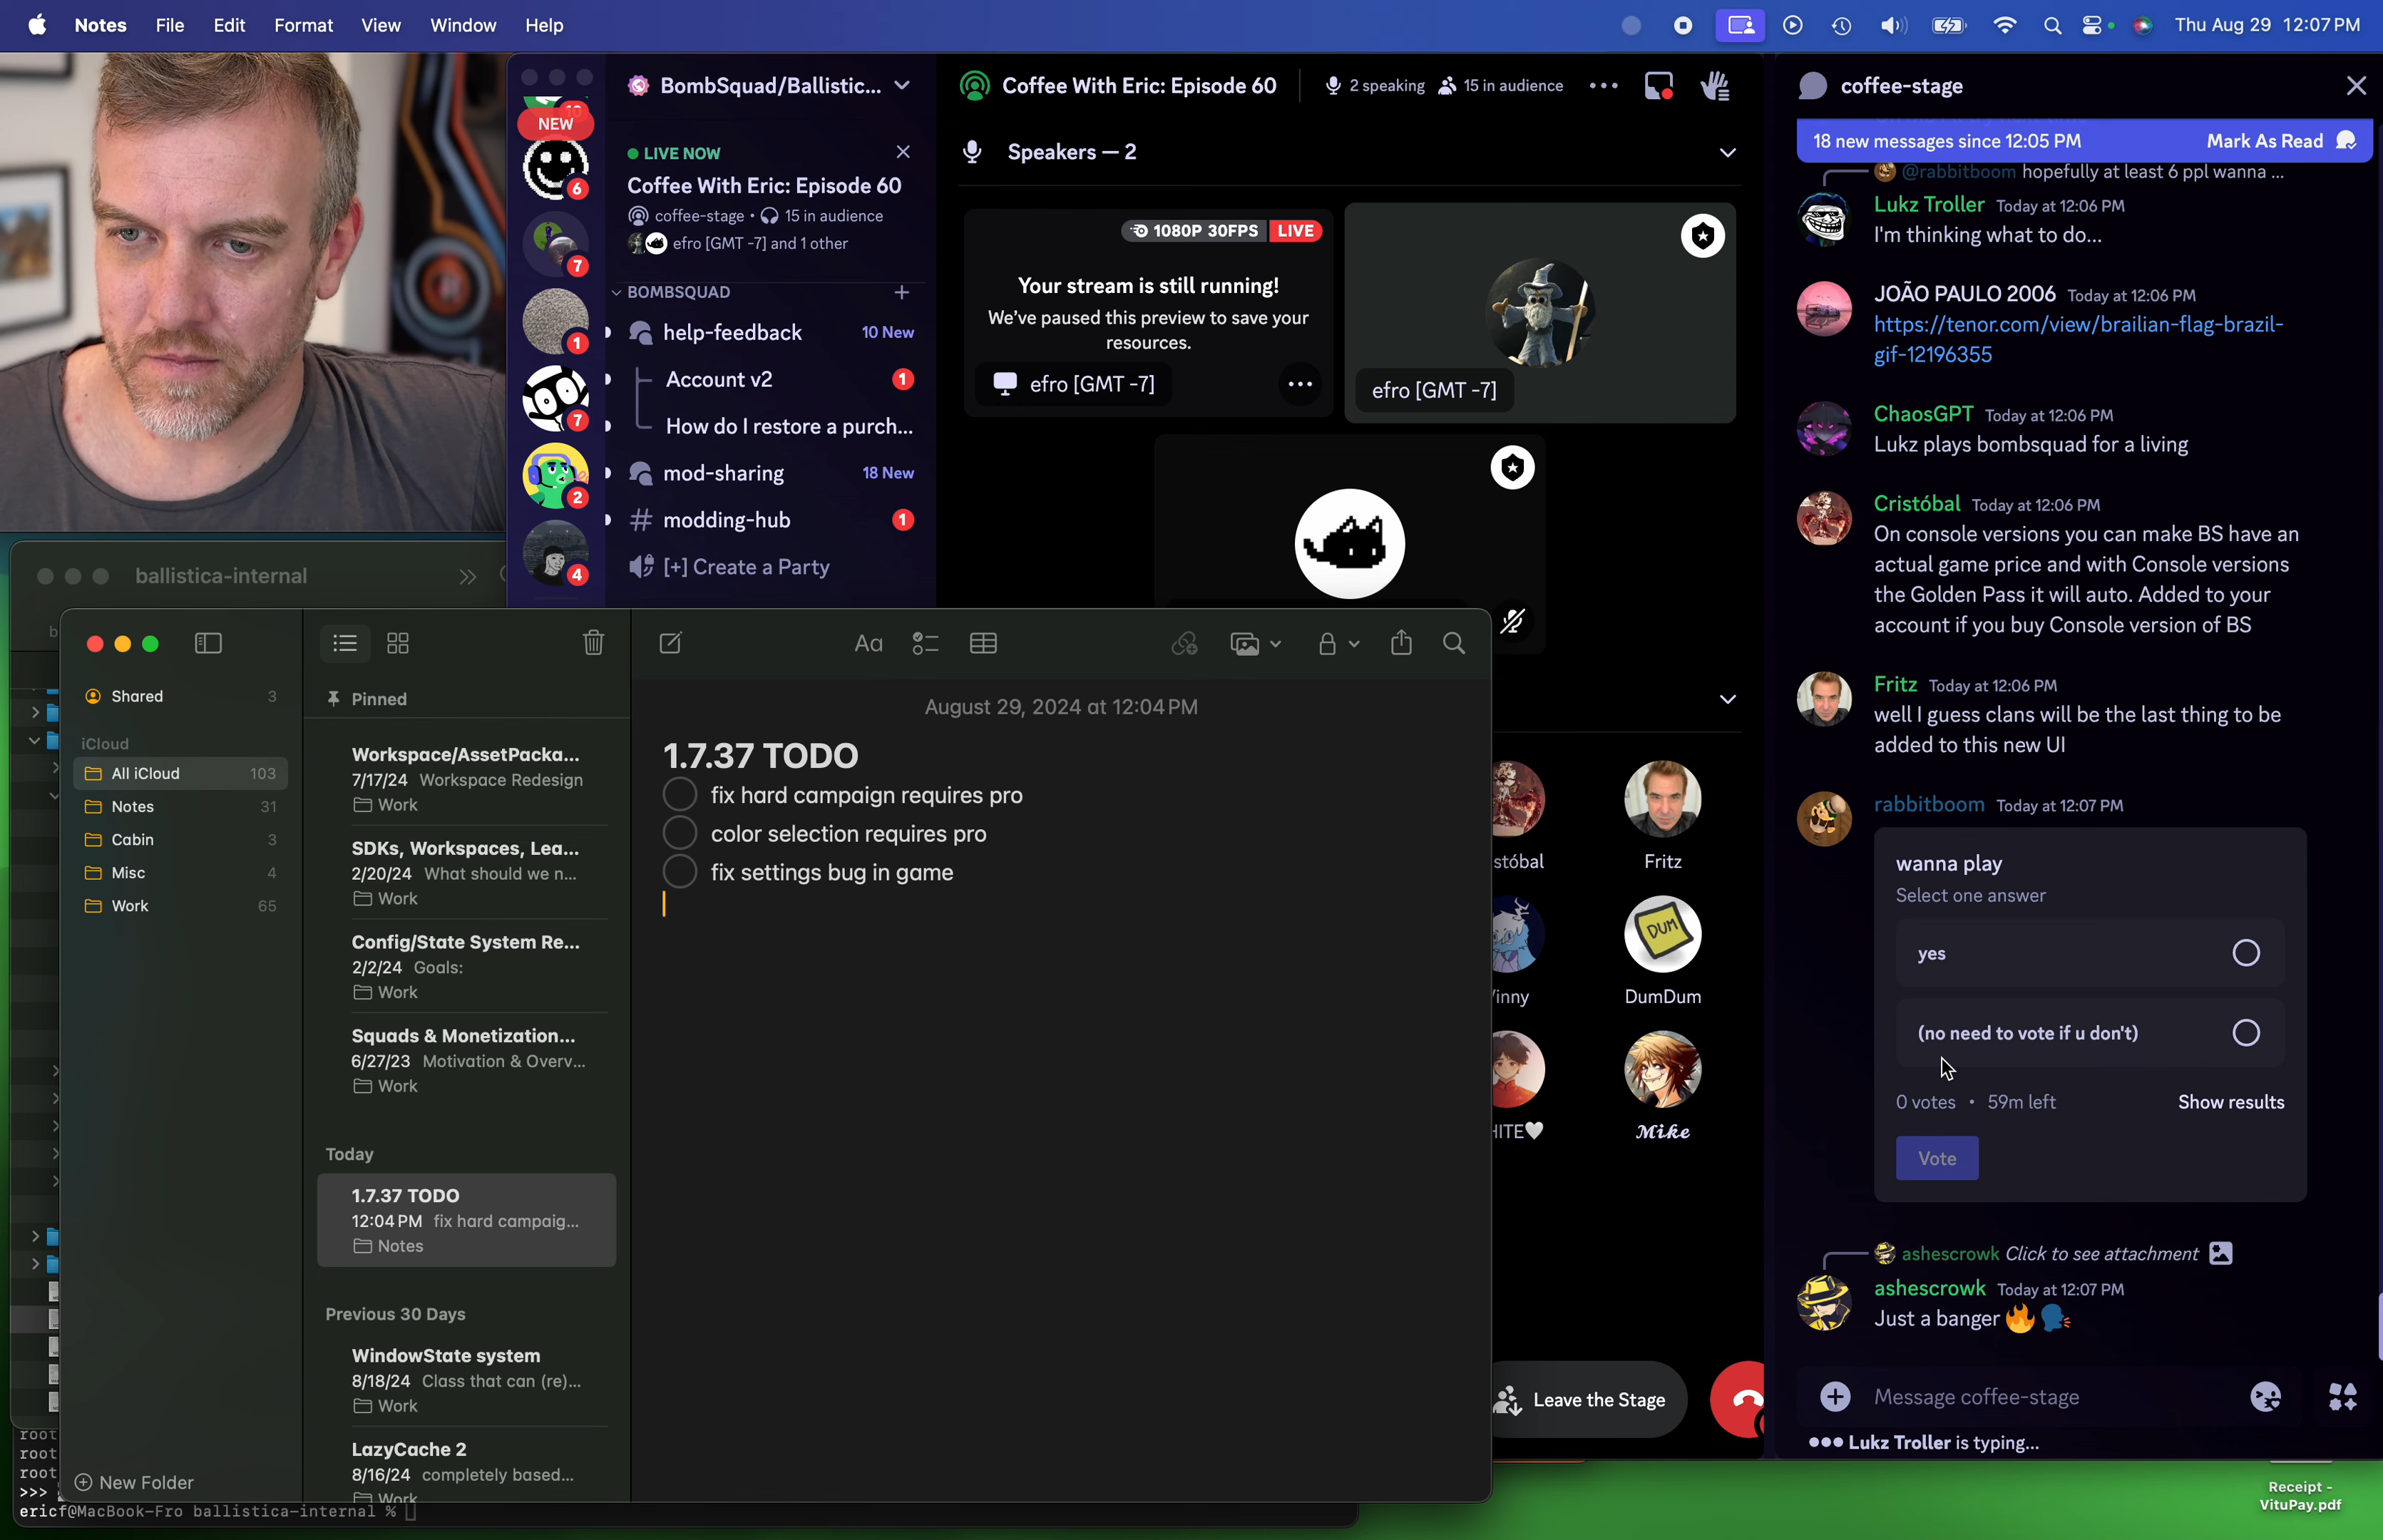 Notes File Edit Format View Window Help
Thu Aug 29 12:07 PM
NEW
6
7
1
7
2
4
BombSquad/Ballistic...
LIVE NOW
Coffee With Eric: Episode 60
coffee-stage • 15 in audience
efro [GMT -7] and 1 other
BOMBSQUAD
help-feedback 10 New
Account v2 1
How do I restore a purch...
mod-sharing 18 New
modding-hub 1
[+] Create a Party
Coffee With Eric: Episode 60
2 speaking 15 in audience
Speakers — 2
1080P 30FPS LIVE
Your stream is still running!
We've paused this preview to save your
resources.
efro [GMT -7]
efro [GMT -7]
stóbal
Fritz
inny
DUM
DumDum
HITE🤍
𝓜𝓲𝓴𝓮
Leave the Stage
coffee-stage
18 new messages since 12:05 PM Mark As Read
@rabbitboom hopefully at least 6 ppl wanna ...
Lukz Troller Today at 12:06 PM
I'm thinking what to do...
JOÃO PAULO 2006 Today at 12:06 PM
https://tenor.com/view/brailian-flag-brazil-
gif-12196355
ChaosGPT Today at 12:06 PM
Lukz plays bombsquad for a living
Cristóbal Today at 12:06 PM
On console versions you can make BS have an
actual game price and with Console versions
the Golden Pass it will auto. Added to your
account if you buy Console version of BS
Fritz Today at 12:06 PM
well I guess clans will be the last thing to be
added to this new UI
rabbitboom Today at 12:07 PM
wanna play
Select one answer
yes
(no need to vote if u don't)
0 votes • 59m left Show results
Vote
ashescrowk Click to see attachment
ashescrowk Today at 12:07 PM
Just a banger 🔥🗣️
Message coffee-stage
Lukz Troller is typing...
ballistica-internal
Shared 3
iCloud
All iCloud 103
Notes 31
Cabin 3
Misc 4
Work 65
New Folder
Pinned
Workspace/AssetPacka...
7/17/24 Workspace Redesign
Work
SDKs, Workspaces, Lea...
2/20/24 What should we n...
Work
Config/State System Re...
2/2/24 Goals:
Work
Squads & Monetization...
6/27/23 Motivation & Overv...
Work
Today
1.7.37 TODO
12:04 PM fix hard campaig...
Notes
Previous 30 Days
WindowState system
8/18/24 Class that can (re)...
Work
LazyCache 2
8/16/24 completely based...
Work
Aa
August 29, 2024 at 12:04 PM
1.7.37 TODO
fix hard campaign requires pro
color selection requires pro
fix settings bug in game
root
root
root
>>>
ericf@MacBook-Fro ballistica-internal %
Receipt -
VituPay.pdf